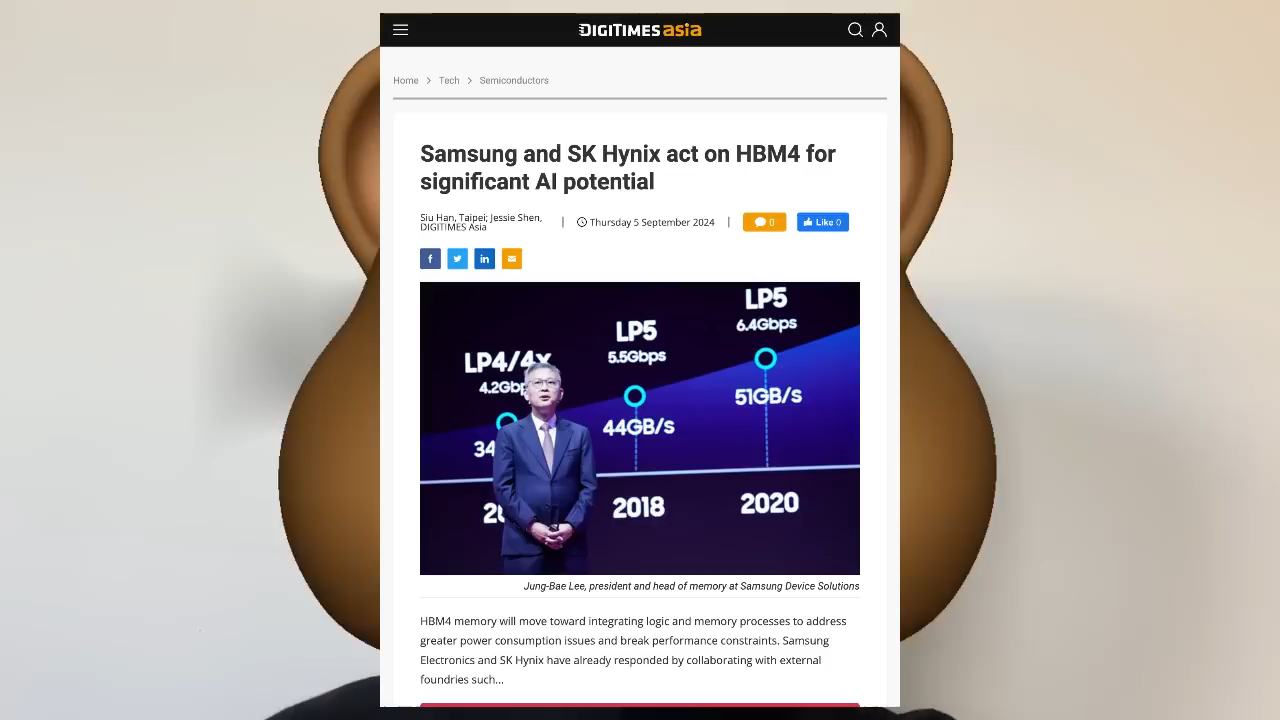 DIGITIMES asia
Home > Tech > Semiconductors
Samsung and SK Hynix act on HBM4 for
significant AI potential
Siu Han, Taipei; Jessie Shen,
DIGITIMES Asia
| Thursday 5 September 2024 |
0
Like 0
LP5
6.4Gbps
LP5
5.5Gbps
LP4/4x
4.2Gb
51GB/s
44GB/s
34
2018
2020
Jung-Bae Lee, president and head of memory at Samsung Device Solutions
HBM4 memory will move toward integrating logic and memory processes to address
greater power consumption issues and break performance constraints. Samsung
Electronics and SK Hynix have already responded by collaborating with external
foundries such...